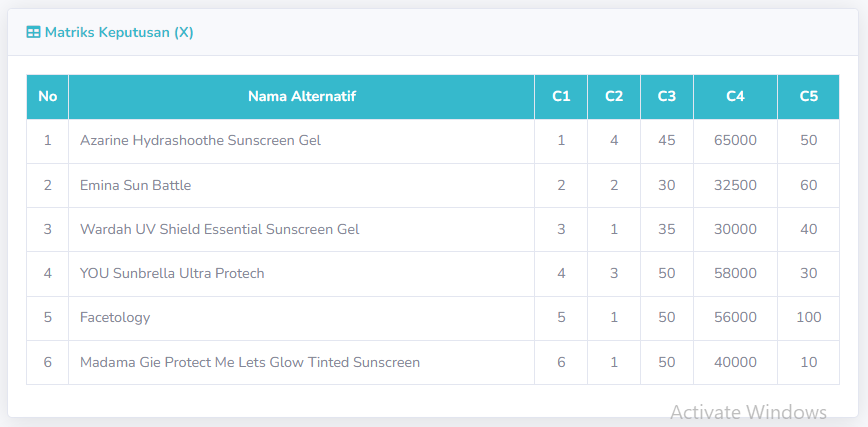 Matriks Keputusan (X)
No Nama Alternatif C1 C2 C3 C4 C5
1 Azarine Hydrashoothe Sunscreen Gel 1 4 45 65000 50
2 Emina Sun Battle 2 2 30 32500 60
3 Wardah UV Shield Essential Sunscreen Gel 3 1 35 30000 40
4 YOU Sunbrella Ultra Protech 4 3 50 58000 30
5 Facetology 5 1 50 56000 100
6 Madama Gie Protect Me Lets Glow Tinted Sunscreen 6 1 50 40000 10
Activate Windows